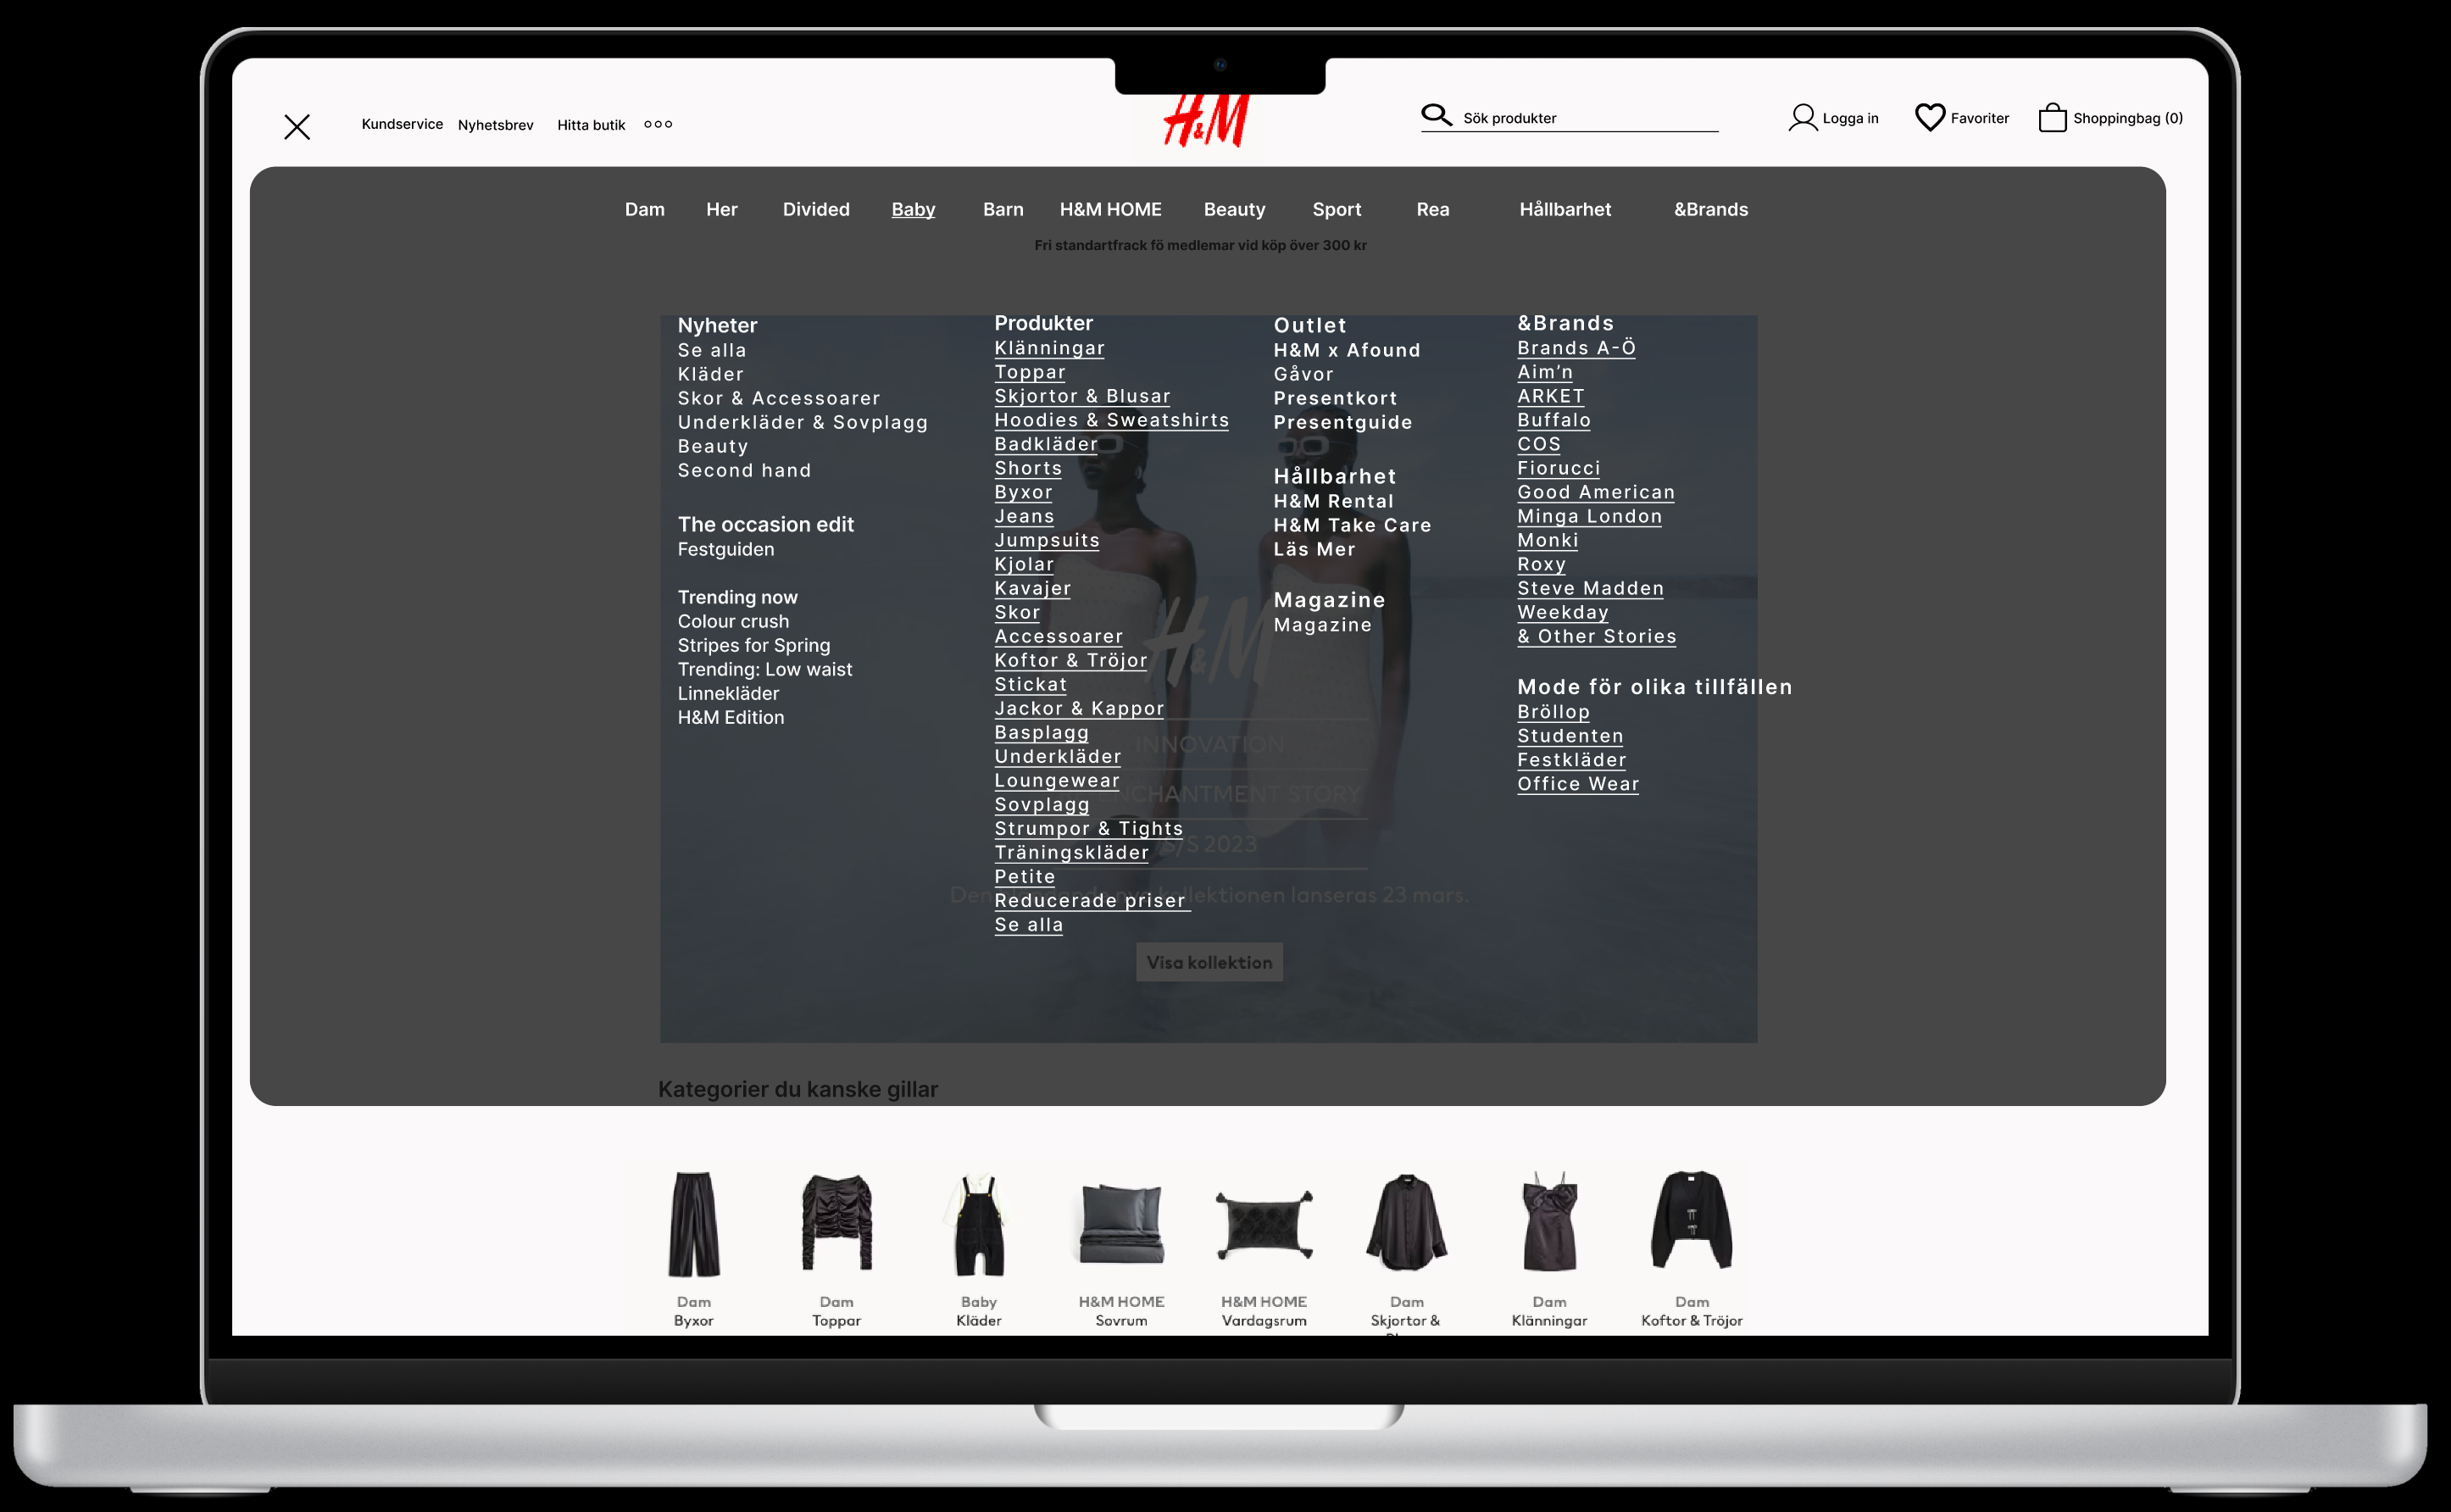 Kundservice Nyhetsbrev Hitta butik
H&M
Sök produkter
Logga in
Favoriter
Shoppingbag (0)
Dam Her Divided Baby Barn H&M HOME Beauty Sport Rea Hållbarhet &Brands
Fri standartfrack fö medlemar vid köp över 300 kr
Nyheter
Se alla
Kläder
Skor & Accessoarer
Underkläder & Sovplagg
Beauty
Second hand
The occasion edit
Festguiden
Trending now
Colour crush
Stripes for Spring
Trending: Low waist
Linnekläder
H&M Edition
Produkter
Klänningar
Toppar
Skjortor & Blusar
Hoodies & Sweatshirts
Badkläder
Shorts
Byxor
Jeans
Jumpsuits
Kjolar
Kavajer
Skor
Accessoarer
Koftor & Tröjor
Stickat
Jackor & Kappor
Basplagg
Underkläder
Loungewear
Sovplagg
Strumpor & Tights
Träningskläder
Petite
Reducerade priser
Se alla
Outlet
H&M x Afound
Gåvor
Presentkort
Presentguide
Hållbarhet
H&M Rental
H&M Take Care
Läs Mer
Magazine
Magazine
&Brands
Brands A-Ö
Aim’n
ARKET
Buffalo
COS
Fiorucci
Good American
Minga London
Monki
Roxy
Steve Madden
Weekday
& Other Stories
Mode för olika tillfällen
Bröllop
Studenten
Festkläder
Office Wear
H&M
INNOVATION
STORY
S/S 2023
kollektionen lanseras 23 mars.
Visa kollektion
Kategorier du kanske gillar
Dam
Byxor
Dam
Toppar
Baby
Kläder
H&M HOME
Sovrum
H&M HOME
Vardagsrum
Dam
Skjortor &
Dam
Klänningar
Dam
Koftor & Tröjor